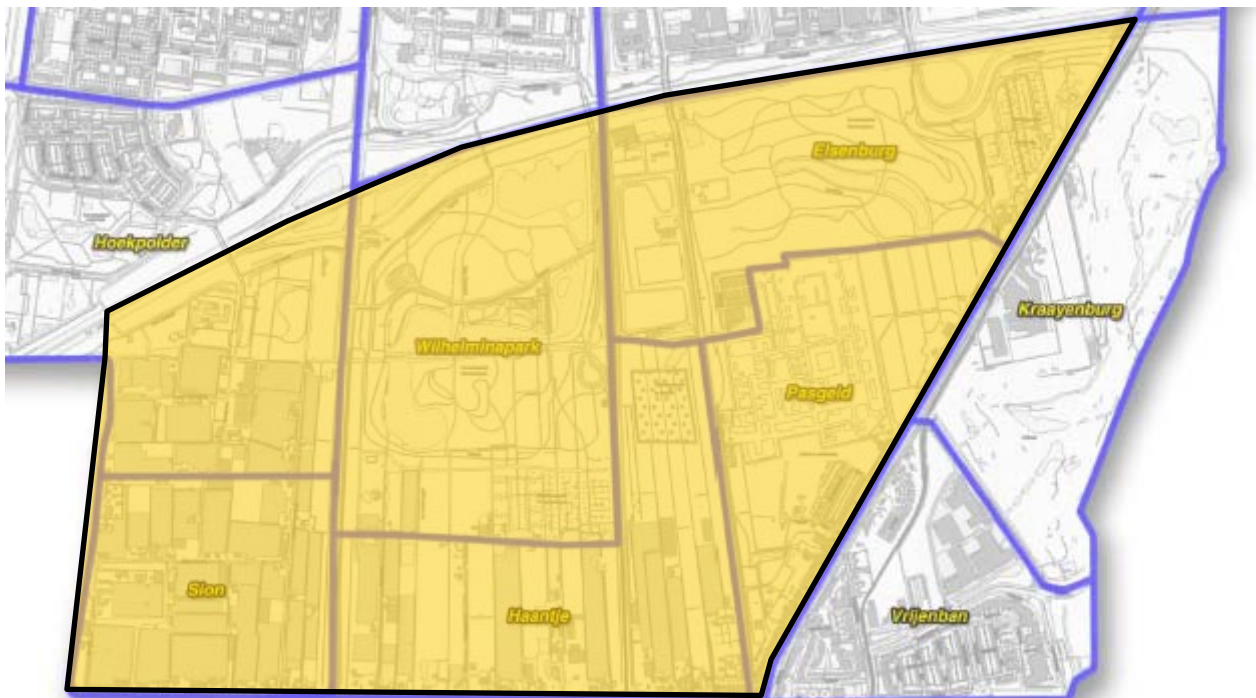 Elsenburg
Hoekpolder
Kraayenburg
Wilhelminapark
Pasgeld
Sion
Haantje
Vrijenban